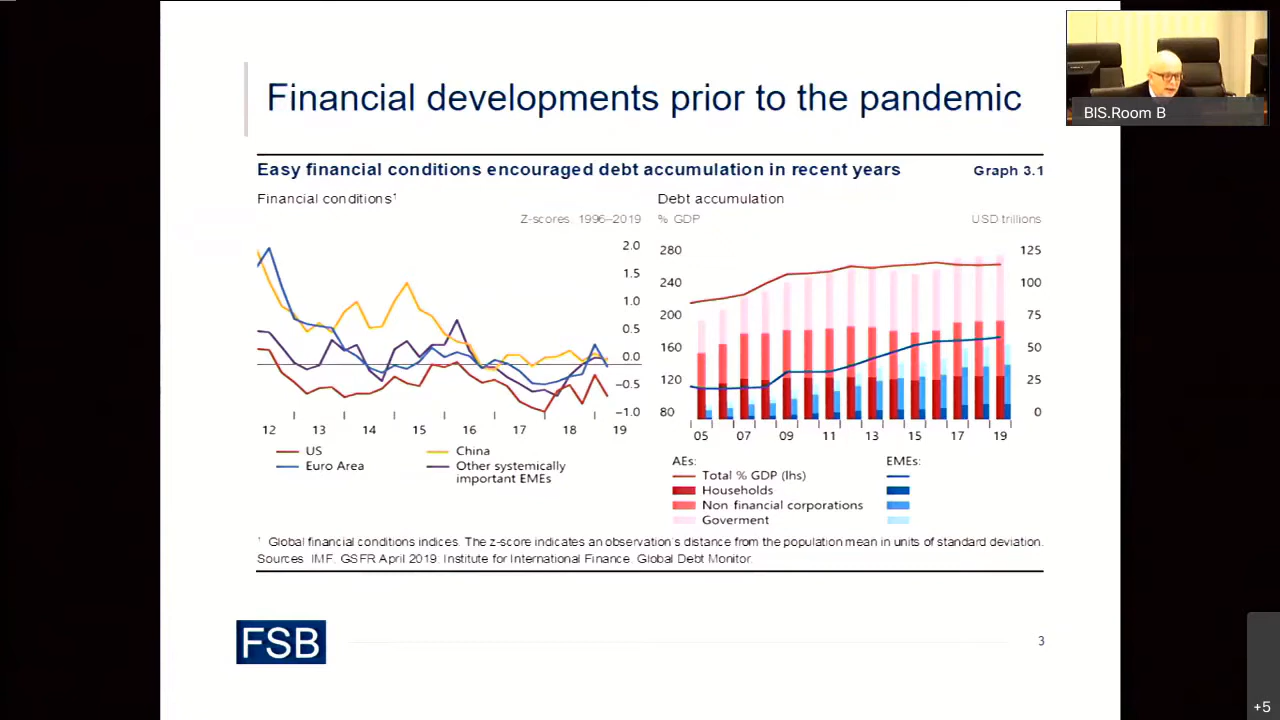 Financial developments prior to the pandemic
BIS.Room B
Easy financial conditions encouraged debt accumulation in recent years
Graph 3.1
Financial conditions¹
Z-scores 1996–2019
2.0
1.5
1.0
0.5
0.0
–0.5
–1.0
12 13 14 15 16 17 18 19
US
China
Euro Area
Other systemically
important EMEs
Debt accumulation
% GDP
USD trillions
280
240
200
160
120
80
125
100
75
50
25
0
05 07 09 11 13 15 17 19
AEs:
EMEs:
Total % GDP (lhs)
Households
Non financial corporations
Goverment
¹ Global financial conditions indices. The z-score indicates an observation's distance from the population mean in units of standard deviation.
Sources IMF, GSFR April 2019. Institute for International Finance. Global Debt Monitor
FSB
3
+5